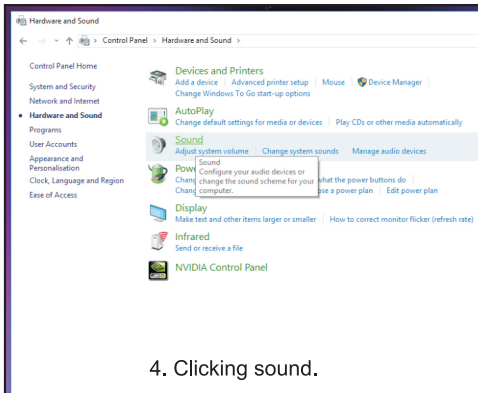 Hardware and Sound
Control Panel > Hardware and Sound >
Control Panel Home
System and Security
Network and Internet
Hardware and Sound
Programs
User Accounts
Appearance and
Personalisation
Clock, Language and Region
Ease of Access
Devices and Printers
Add a device Advanced printer setup Mouse Device Manager
Change Windows To Go start-up options
AutoPlay
Change default settings for media or devices Play CDs or other media automatically
Sound
Adjust system volume Change system sounds Manage audio devices
Sound
Configure your audio devices or
change the sound scheme for your
computer.
Pow
Chang what the power buttons do
Chang ose a power plan Edit power plan
Display
Make text and other items larger or smaller How to correct monitor flicker (refresh rate)
Infrared
Send or receive a file
NVIDIA Control Panel
4. Clicking sound.